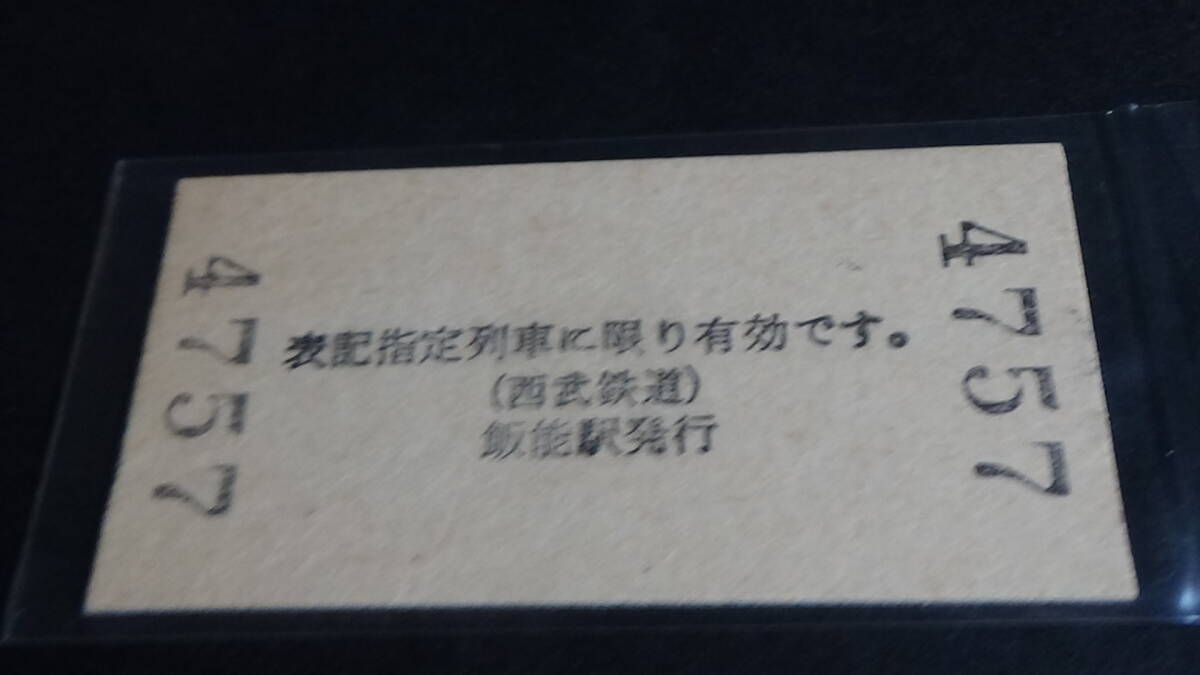 4757
表記指定列車に限り有効です。
(西武鉄道)
飯能駅発行
4757